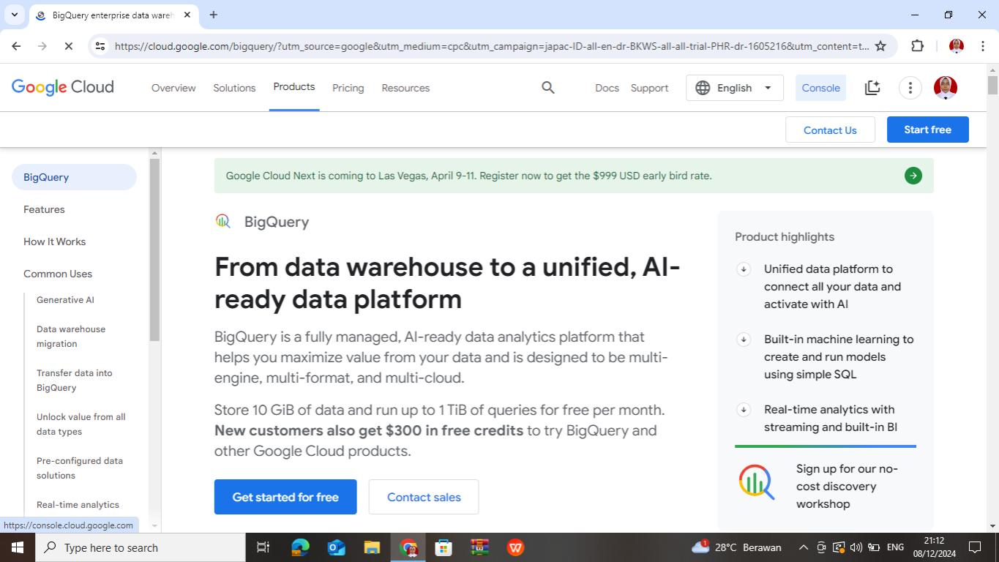 BigQuery enterprise data wareh
https://cloud.google.com/bigquery/?utm_source=google&utm_medium=cpc&utm_campaign=japac-ID-all-en-dr-BKWS-all-all-trial-PHR-dr-1605216&utm_content=t...
Google Cloud
Overview
Solutions
Products
Pricing
Resources
Docs
Support
English
Console
Contact Us
Start free
BigQuery
Features
How It Works
Common Uses
Generative AI
Data warehouse
migration
Transfer data into
BigQuery
Unlock value from all
data types
Pre-configured data
solutions
Real-time analytics
https://console.cloud.google.com
Google Cloud Next is coming to Las Vegas, April 9-11. Register now to get the $999 USD early bird rate.
BigQuery
From data warehouse to a unified, AI-
ready data platform
BigQuery is a fully managed, AI-ready data analytics platform that
helps you maximize value from your data and is designed to be multi-
engine, multi-format, and multi-cloud.
Store 10 GiB of data and run up to 1 TiB of queries for free per month.
New customers also get $300 in free credits to try BigQuery and
other Google Cloud products.
Get started for free
Contact sales
Product highlights
Unified data platform to
connect all your data and
activate with AI
Built-in machine learning to
create and run models
using simple SQL
Real-time analytics with
streaming and built-in BI
Sign up for our no-
cost discovery
workshop
Type here to search
1
28°C Berawan
ENG
21:12
08/12/2024